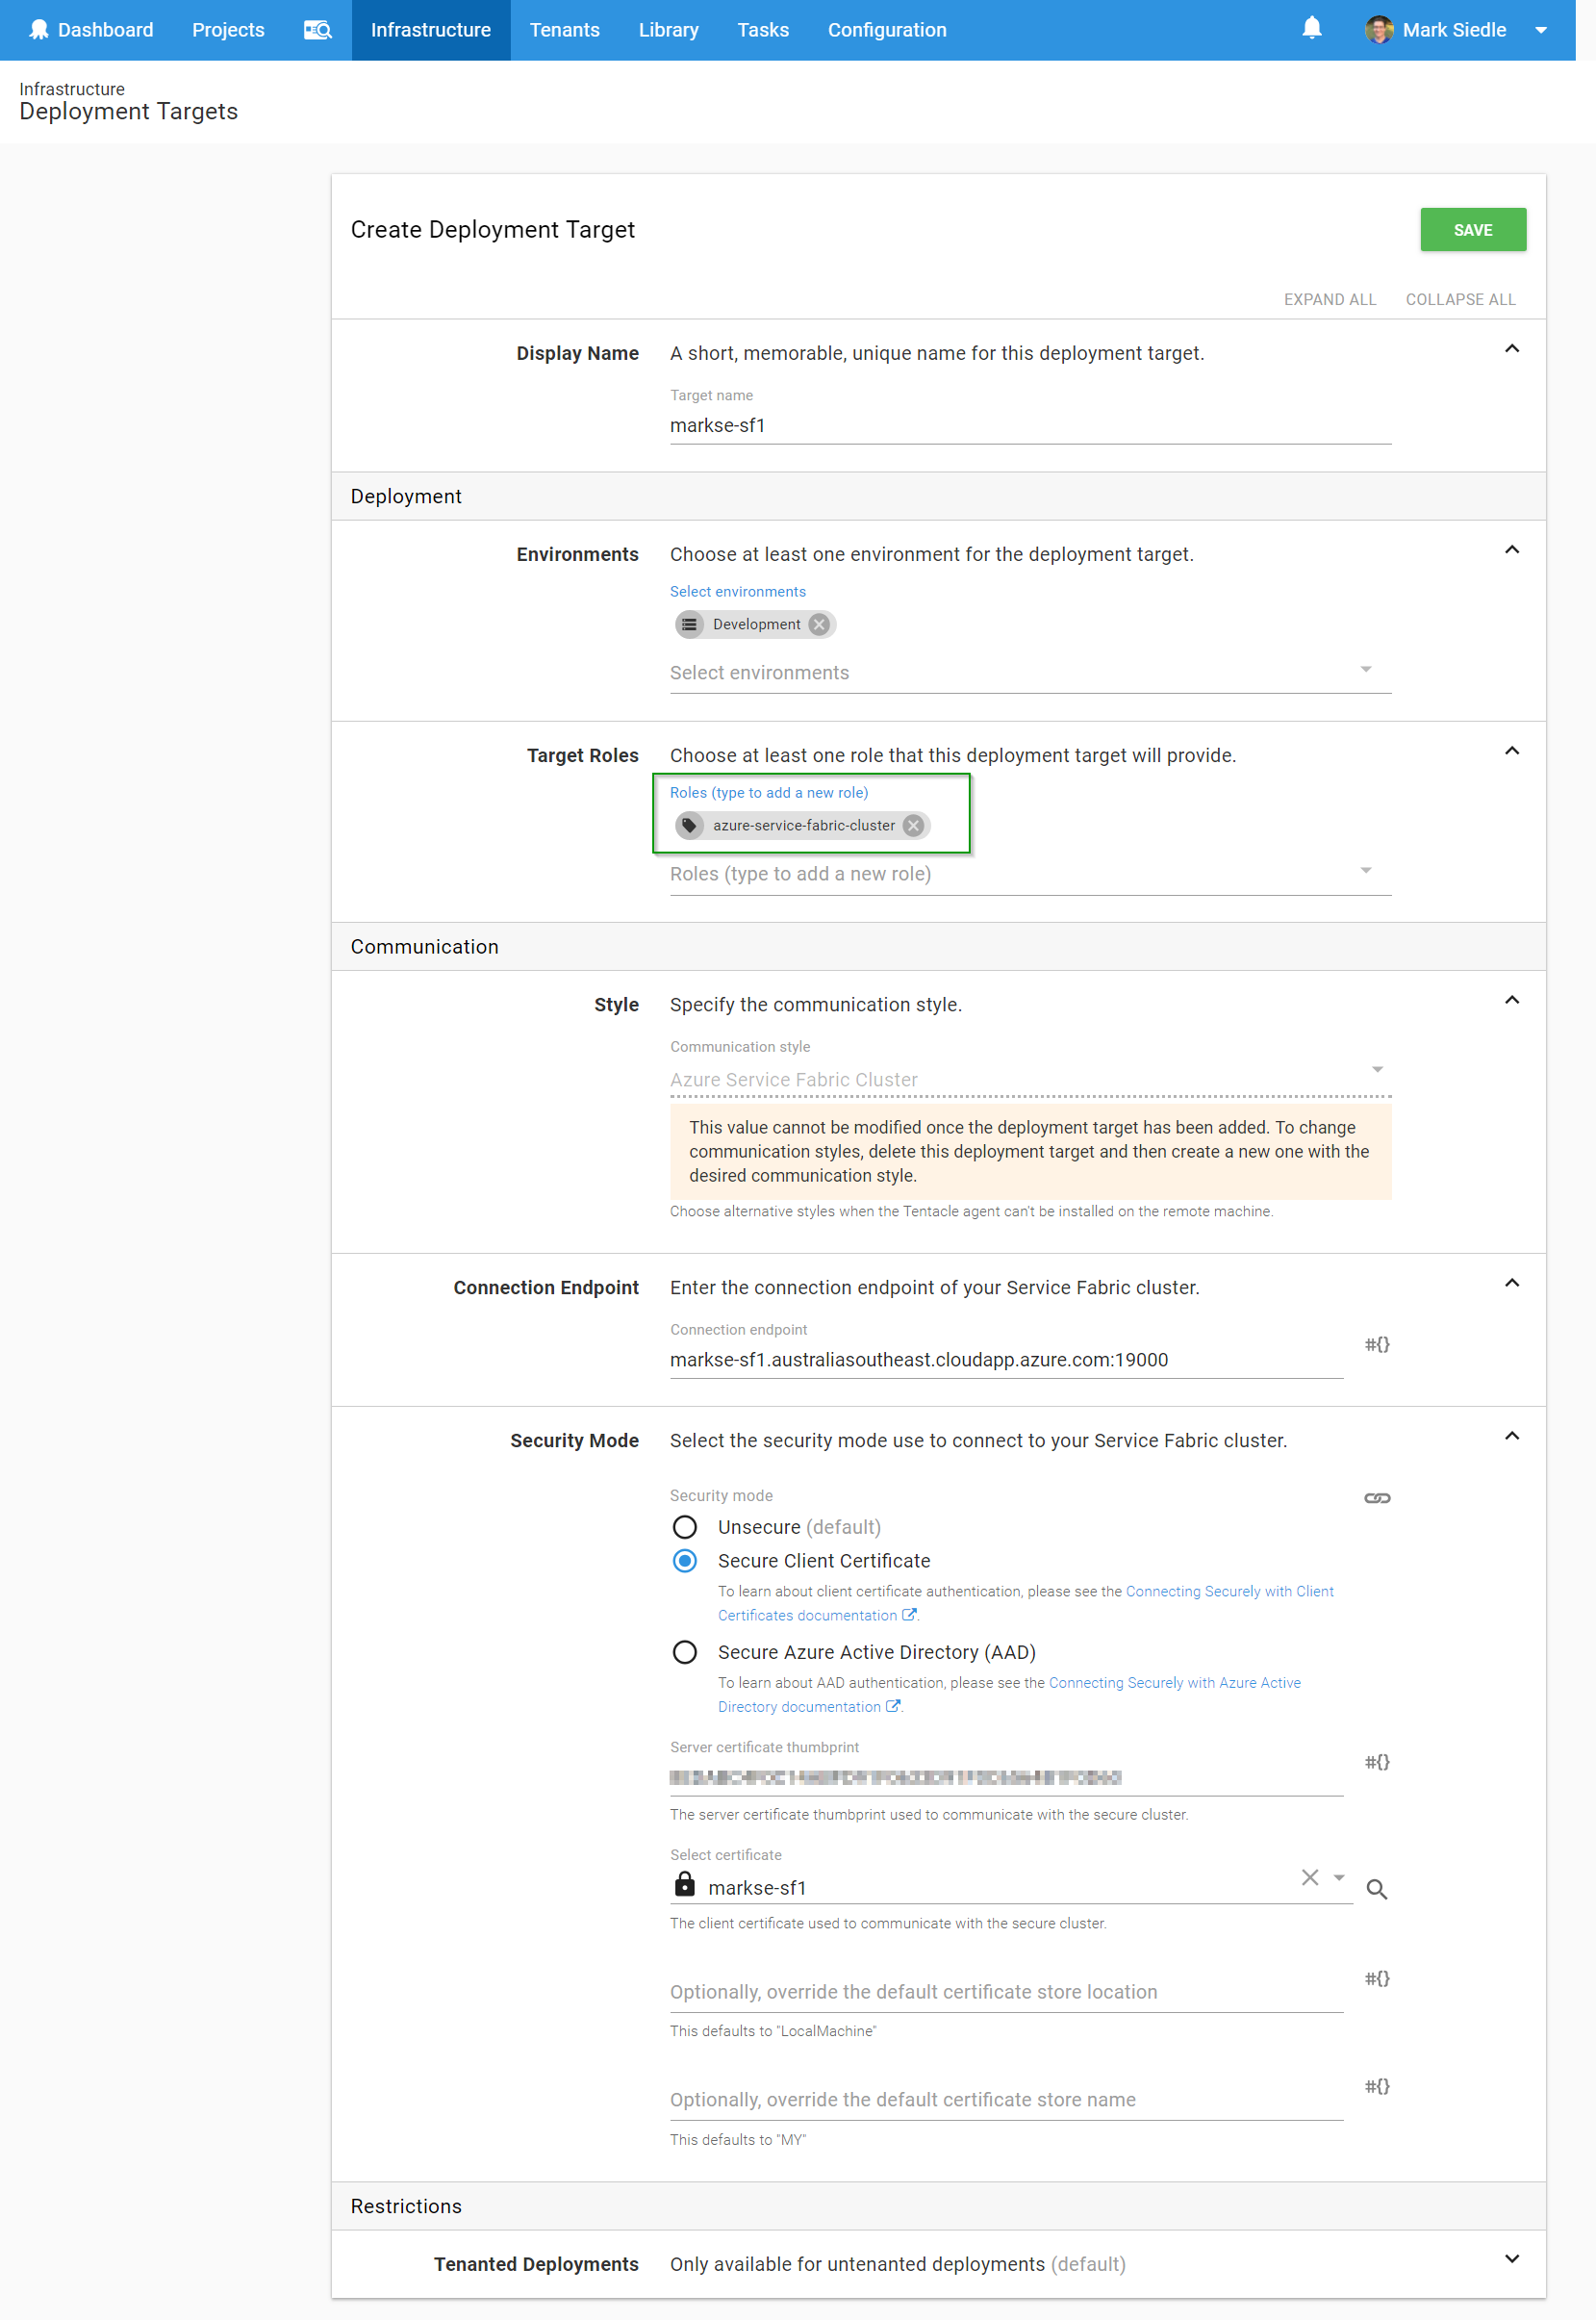 Dashboard Projects Infrastructure Tenants Library Tasks Configuration Mark Siedle
Infrastructure
Deployment Targets
Create Deployment Target
SAVE
EXPAND ALL COLLAPSE ALL
Display Name A short, memorable, unique name for this deployment target.
Target name
markse-sf1
Deployment
Environments Choose at least one environment for the deployment target.
Select environments
Development
Select environments
Target Roles Choose at least one role that this deployment target will provide.
Roles (type to add a new role)
azure-service-fabric-cluster
Roles (type to add a new role)
Communication
Style Specify the communication style.
Communication style
Azure Service Fabric Cluster
This value cannot be modified once the deployment target has been added. To change
communication styles, delete this deployment target and then create a new one with the
desired communication style.
Choose alternative styles when the Tentacle agent can't be installed on the remote machine.
Connection Endpoint Enter the connection endpoint of your Service Fabric cluster.
Connection endpoint
#{}
markse-sf1.australiasoutheast.cloudapp.azure.com:19000
Security Mode Select the security mode use to connect to your Service Fabric cluster.
Security mode
Unsecure (default)
Secure Client Certificate
To learn about client certificate authentication, please see the Connecting Securely with Client
Certificates documentation.
Secure Azure Active Directory (AAD)
To learn about AAD authentication, please see the Connecting Securely with Azure Active
Directory documentation.
Server certificate thumbprint
#{}
The server certificate thumbprint used to communicate with the secure cluster.
Select certificate
markse-sf1
The client certificate used to communicate with the secure cluster.
#{}
Optionally, override the default certificate store location
This defaults to "LocalMachine"
#{}
Optionally, override the default certificate store name
This defaults to "MY"
Restrictions
Tenanted Deployments Only available for untenanted deployments (default)